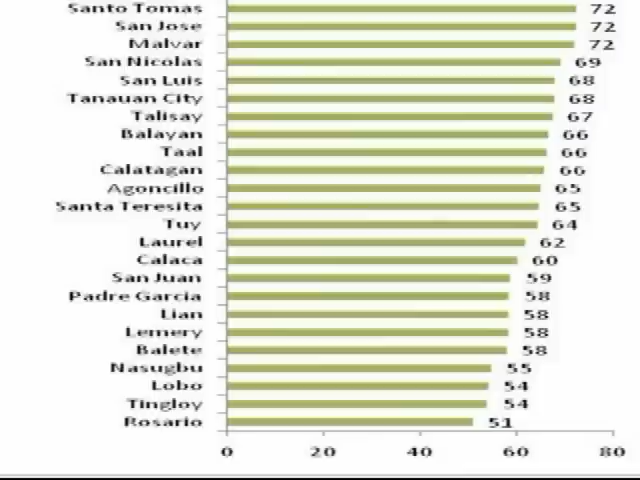 Santo Tomas 72
San Jose 72
Malvar 72
San Nicolas 69
San Luis 68
Tanauan City 68
Talisay 67
Balayan 66
Taal 66
Calatagan 66
Agoncillo 65
Santa Teresita 65
Tuy 64
Laurel 62
Calaca 60
San Juan 59
Padre Garcia 58
Lian 58
Lemery 58
Balete 58
Nasugbu 55
Lobo 54
Tingloy 54
Rosario 51
0 20 40 60 80